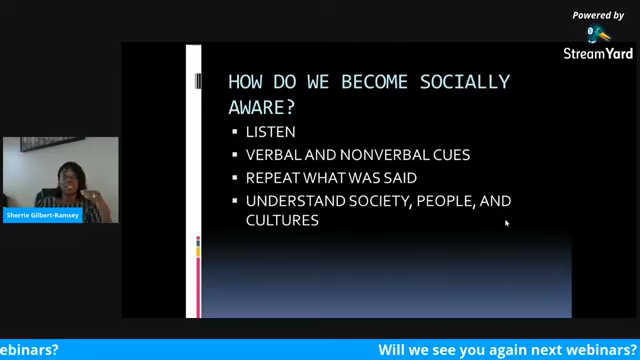 Powered by
StreamYard
HOW DO WE BECOME SOCIALLY
AWARE?
▪ LISTEN
▪ VERBAL AND NONVERBAL CUES
▪ REPEAT WHAT WAS SAID
▪ UNDERSTAND SOCIETY, PEOPLE, AND
CULTURES
Sherrie Gilbert-Ramsey
ebinars?
Will we see you again next webinars?